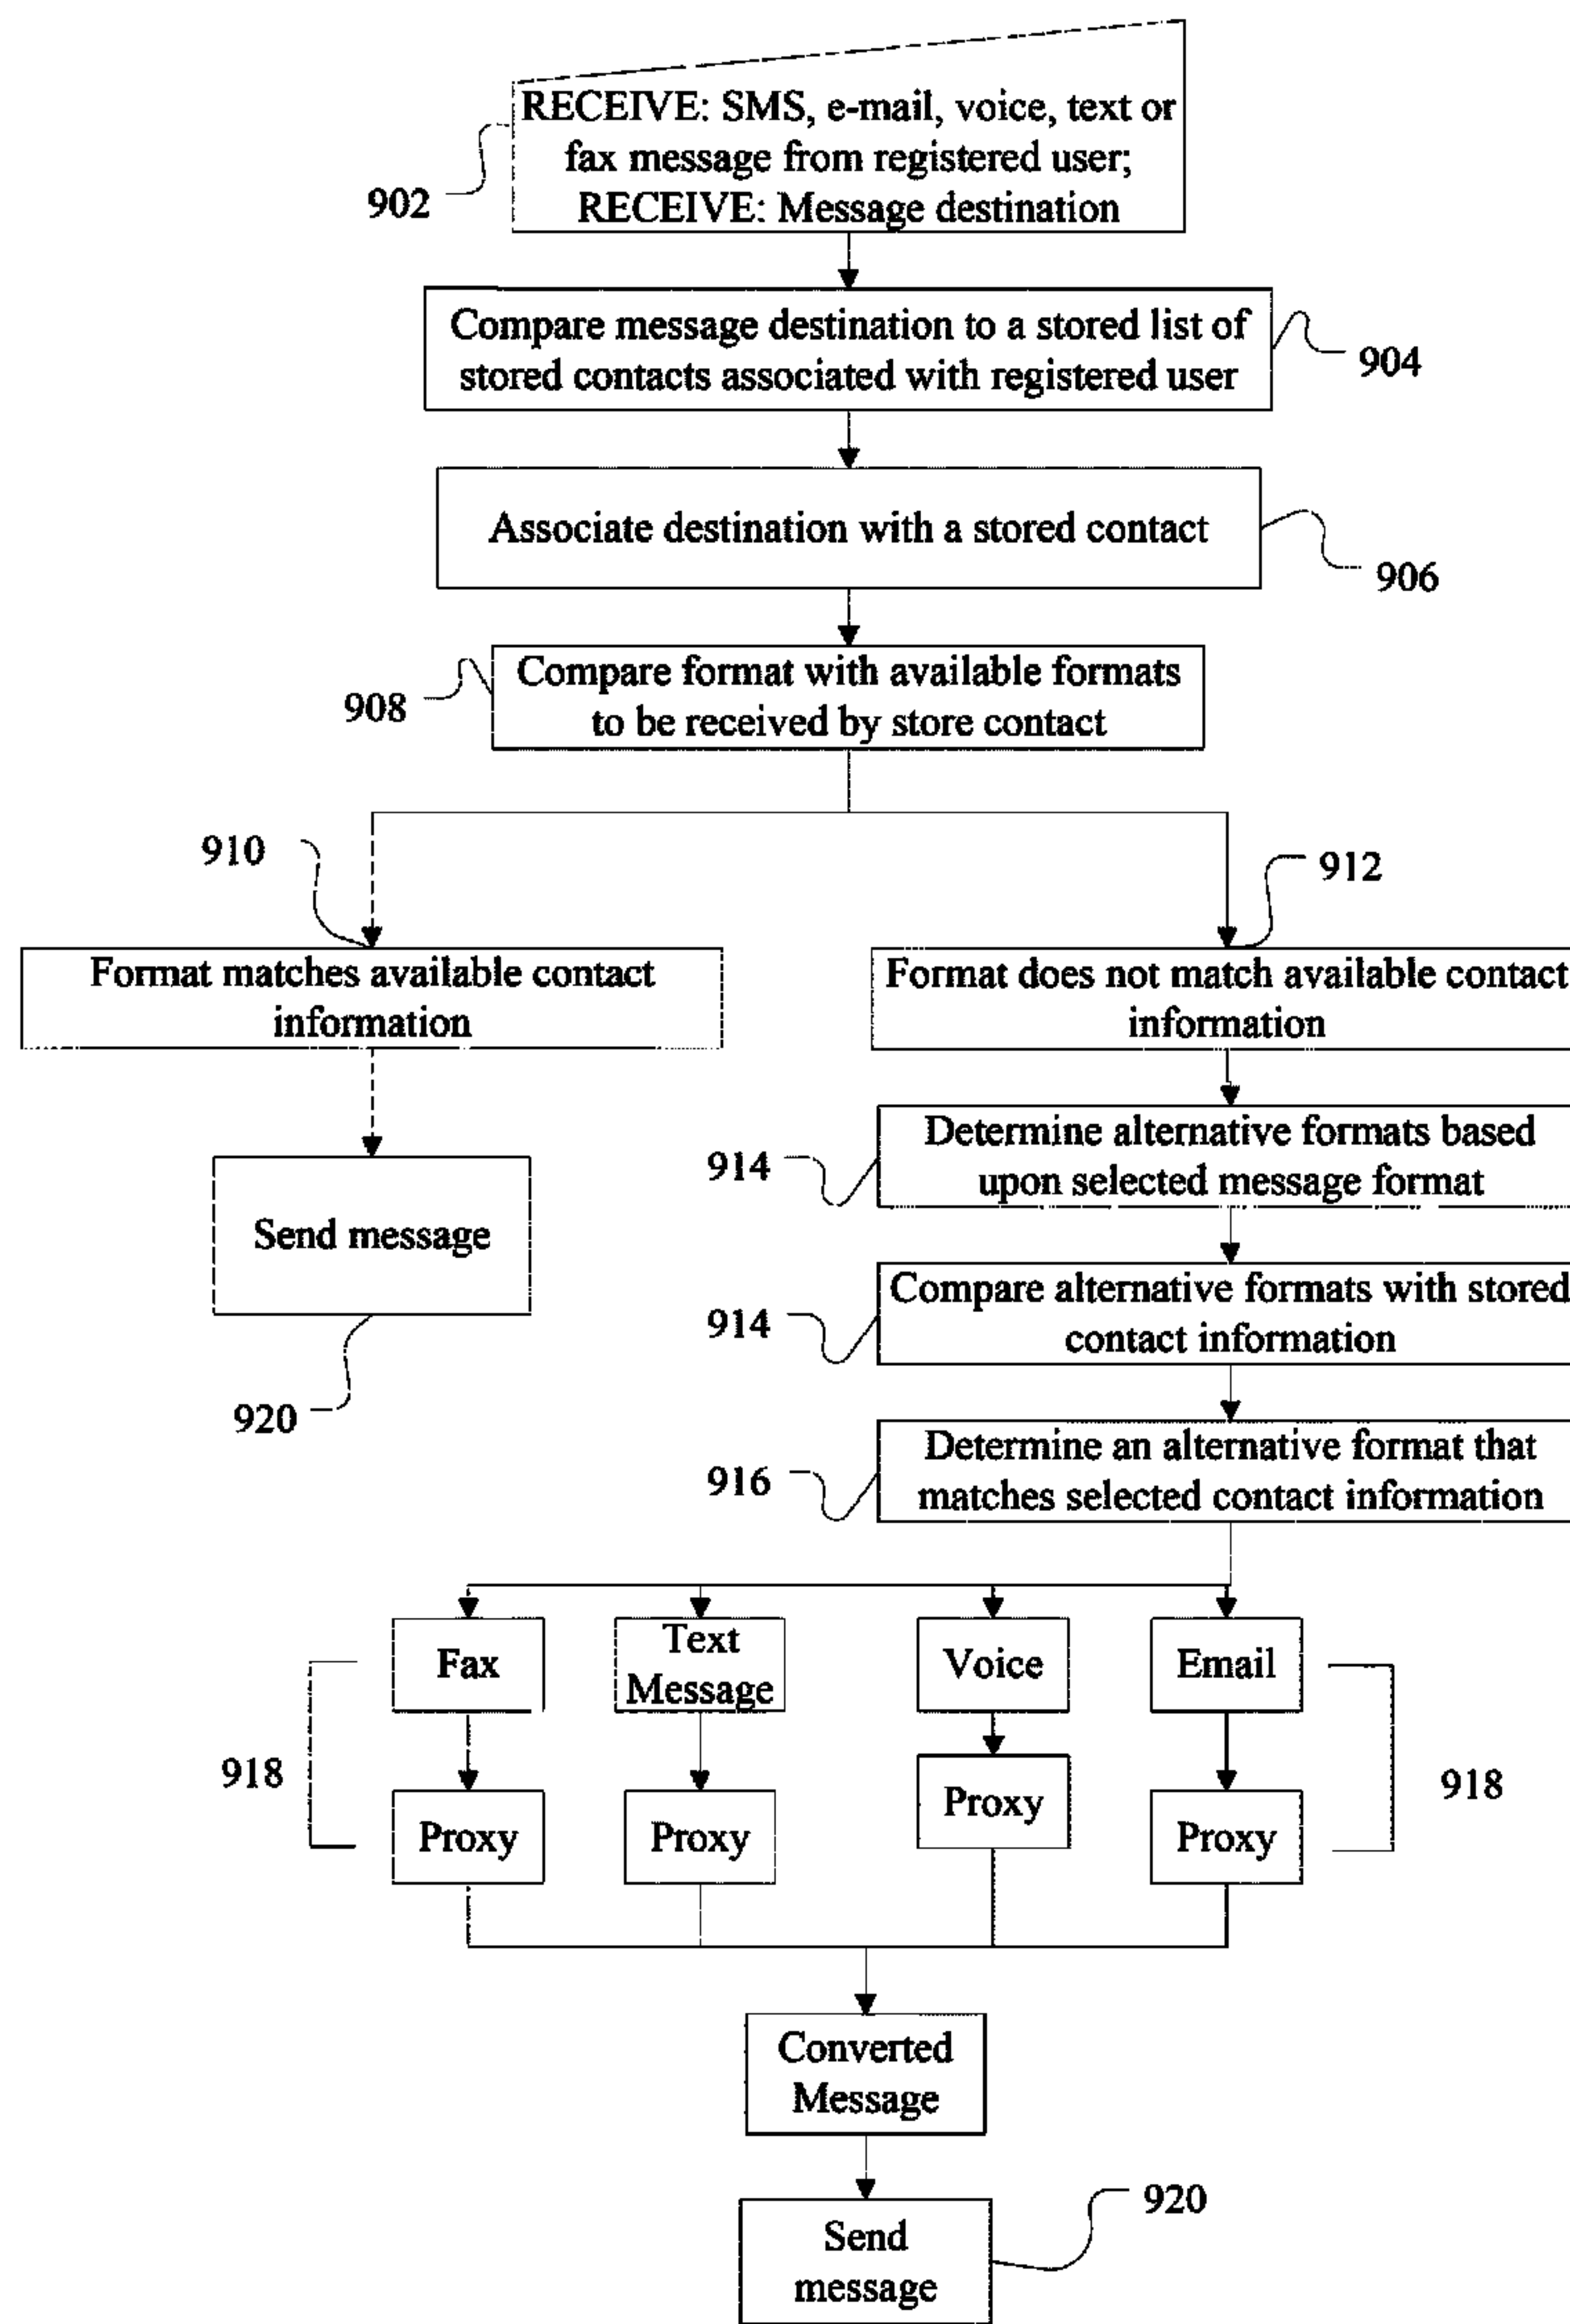 RECEIVE: SMS, e-mail, voice, text or
fax message from registered user;
RECEIVE: Message destination
902
Compare message destination to a stored list of
stored contacts associated with registered user
904
Associate destination with a stored contact
906
Compare format with available formats
to be received by store contact
908
910
912
Format matches available contact
information
Format does not match available contact
information
Determine alternative formats based
upon selected message format
914
Send message
920
Compare alternative formats with stored
contact information
914
Determine an alternative format that
matches selected contact information
916
Fax
Text
Message
Voice
Email
918
918
Proxy
Proxy
Proxy
Proxy
Converted
Message
Send
message
920